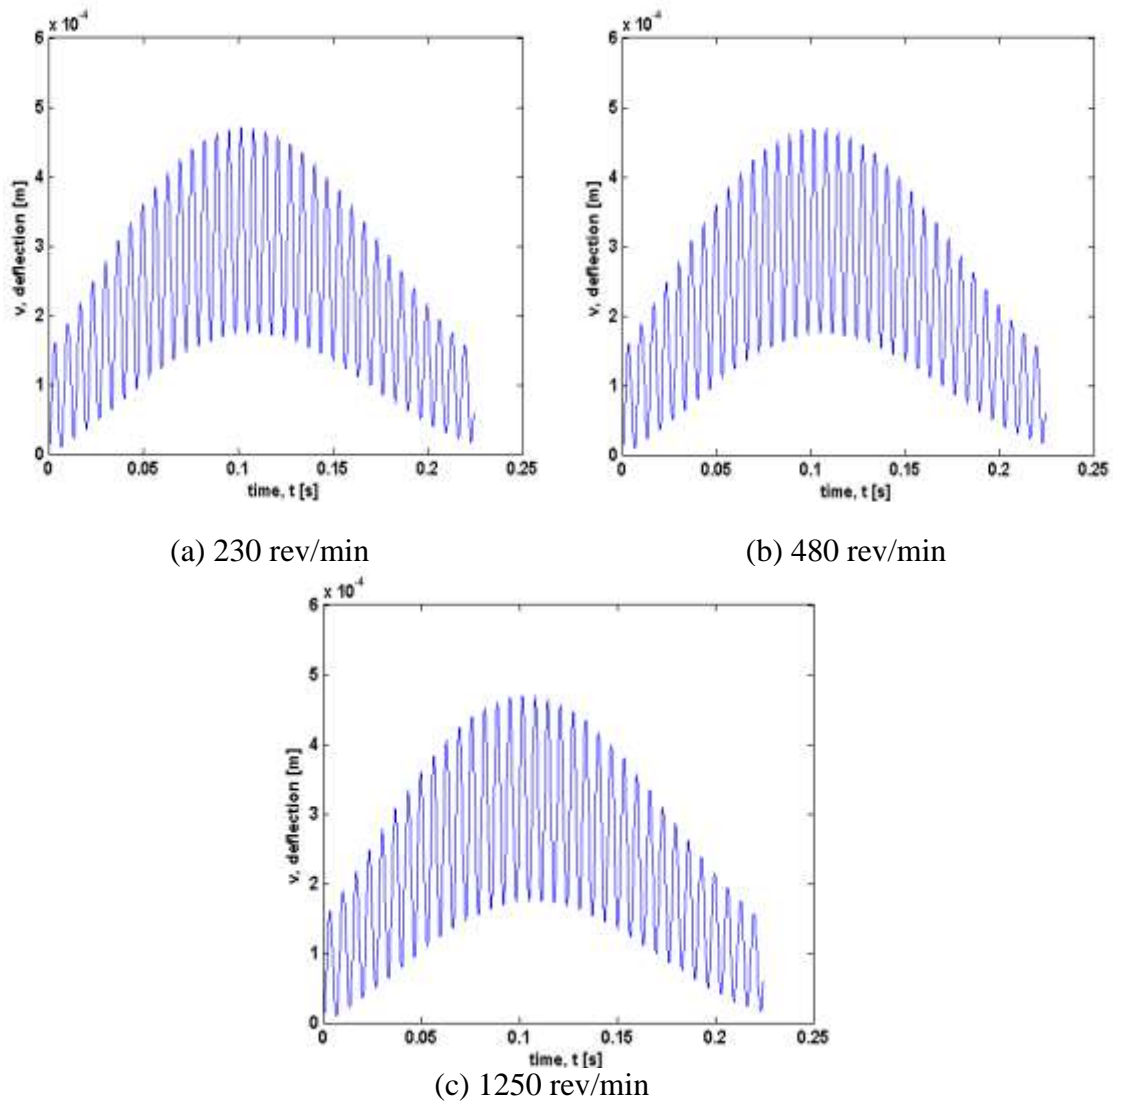 x 10-4
6
5
4
3
2
1
0
v, deflection [m]
0 0.05 0.1 0.15 0.2 0.25
time, t [s]
(a) 230 rev/min
x 10-4
6
5
4
3
2
1
0
v, deflection [m]
0 0.05 0.1 0.15 0.2 0.25
time, t [s]
(b) 480 rev/min
x 10-4
6
5
4
3
2
1
0
v, deflection [m]
0 0.05 0.1 0.15 0.2 0.25
time, t [s]
(c) 1250 rev/min